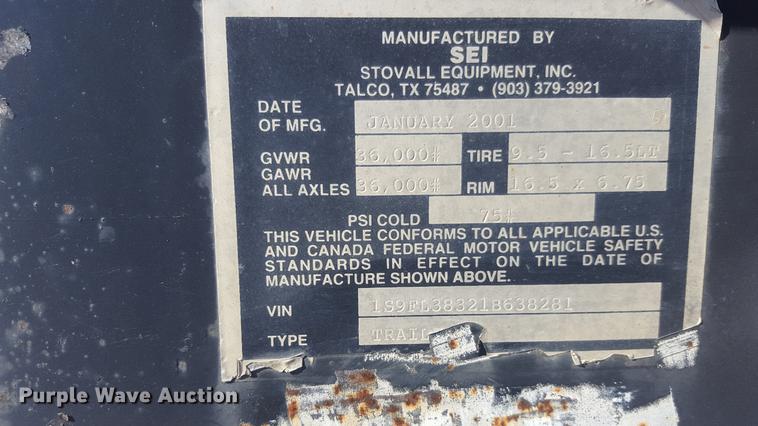 MANUFACTURED BY
SEI
STOVALL EQUIPMENT, INC.
TALCO, TX 75487 • (903) 379-3921
DATE
OF MFG. JANUARY 2001
GVWR 36,000# TIRE 9.5 - 16.5LT
GAWR
ALL AXLES 36,000# RIM 16.5 x 6.75
PSI COLD 75#
THIS VEHICLE CONFORMS TO ALL APPLICABLE U.S.
AND CANADA FEDERAL MOTOR VEHICLE SAFETY
STANDARDS IN EFFECT ON THE DATE OF
MANUFACTURE SHOWN ABOVE.
VIN 1S9FL38321B638281
TYPE TRAIL
Purple Wave Auction